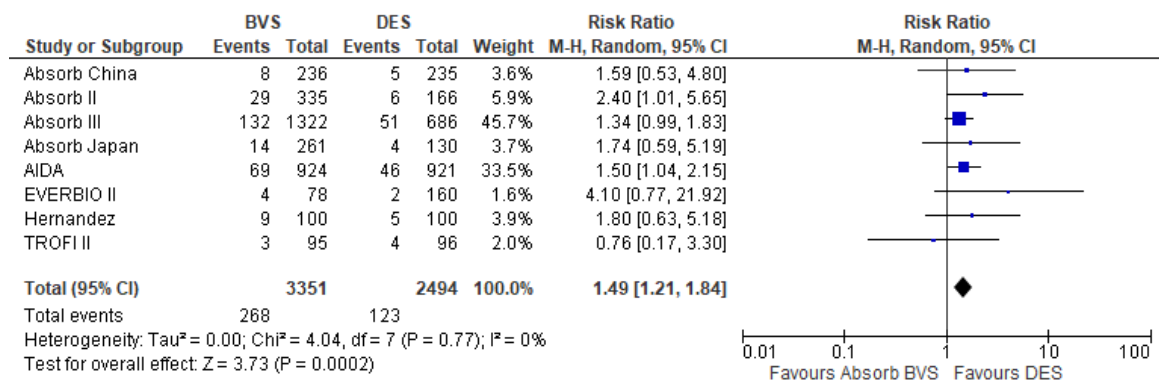 BVS DES Risk Ratio Risk Ratio
Study or Subgroup Events Total Events Total Weight M-H, Random, 95% CI M-H, Random, 95% CI
Absorb China 8 236 5 235 3.6% 1.59 [0.53, 4.80]
Absorb II 29 335 6 166 5.9% 2.40 [1.01, 5.65]
Absorb III 132 1322 51 686 45.7% 1.34 [0.99, 1.83]
Absorb Japan 14 261 4 130 3.7% 1.74 [0.59, 5.19]
AIDA 69 924 46 921 33.5% 1.50 [1.04, 2.15]
EVERBIO II 4 78 2 160 1.6% 4.10 [0.77, 21.92]
Hernandez 9 100 5 100 3.9% 1.80 [0.63, 5.18]
TROFI II 3 95 4 96 2.0% 0.76 [0.17, 3.30]
Total (95% CI) 3351 2494 100.0% 1.49 [1.21, 1.84]
Total events 268 123
Heterogeneity: Tau² = 0.00; Chi² = 4.04, df = 7 (P = 0.77); I² = 0%
Test for overall effect: Z = 3.73 (P = 0.0002)
0.01 0.1 1 10 100
Favours Absorb BVS Favours DES